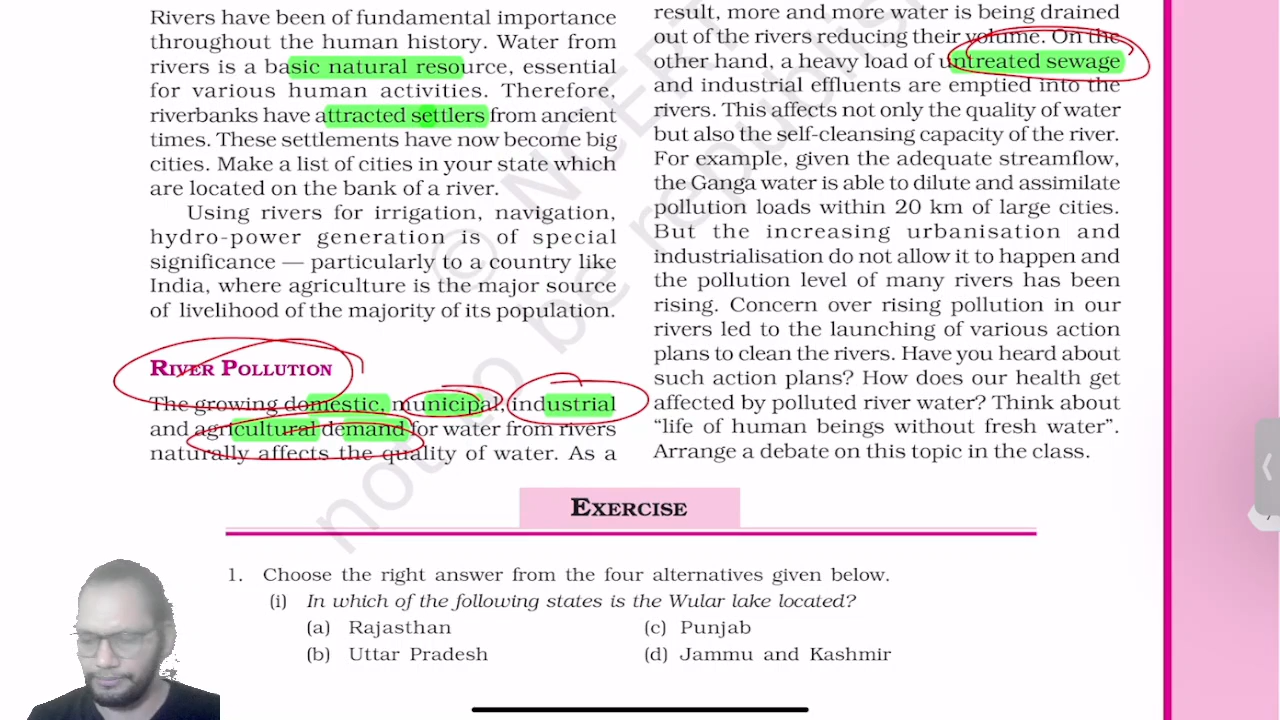 Rivers have been of fundamental importance
throughout the human history. Water from
rivers is a basic natural resource, essential
for various human activities. Therefore,
riverbanks have attracted settlers from ancient
times. These settlements have now become big
cities. Make a list of cities in your state which
are located on the bank of a river.
Using rivers for irrigation, navigation,
hydro-power generation is of special
significance — particularly to a country like
India, where agriculture is the major source
of livelihood of the majority of its population.
RIVER POLLUTION
The growing domestic, municipal, industrial
and agricultural demand for water from rivers
naturally affects the quality of water. As a
result, more and more water is being drained
out of the rivers reducing their volume. On the
other hand, a heavy load of untreated sewage
and industrial effluents are emptied into the
rivers. This affects not only the quality of water
but also the self-cleansing capacity of the river.
For example, given the adequate streamflow,
the Ganga water is able to dilute and assimilate
pollution loads within 20 km of large cities.
But the increasing urbanisation and
industrialisation do not allow it to happen and
the pollution level of many rivers has been
rising. Concern over rising pollution in our
rivers led to the launching of various action
plans to clean the rivers. Have you heard about
such action plans? How does our health get
affected by polluted river water? Think about
“life of human beings without fresh water”.
Arrange a debate on this topic in the class.
© NCERT
not to be republis
EXERCISE
1. Choose the right answer from the four alternatives given below.
(i) In which of the following states is the Wular lake located?
(a) Rajasthan
(b) Uttar Pradesh
(c) Punjab
(d) Jammu and Kashmir